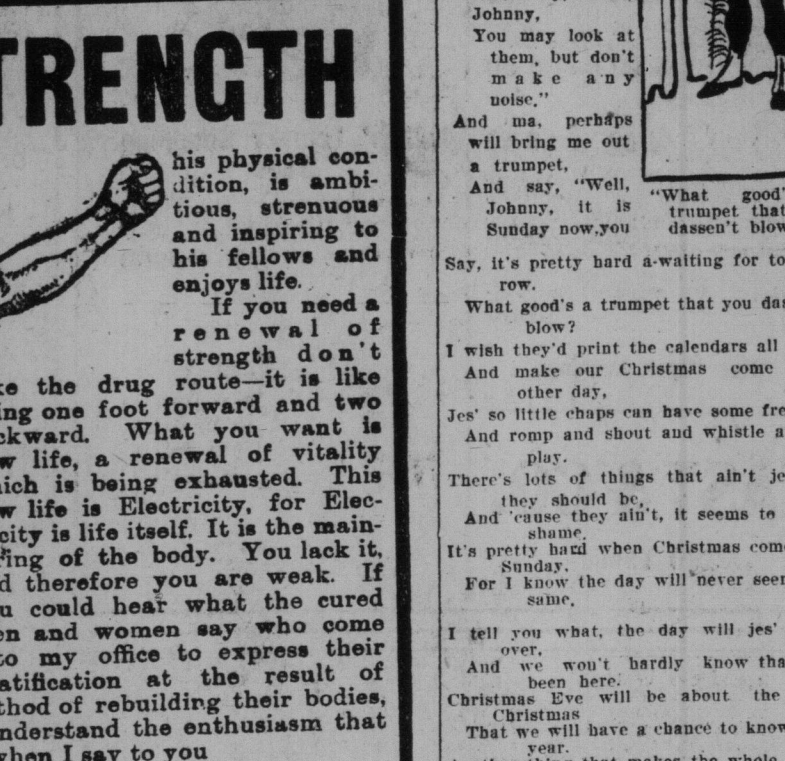 TRENGTH
his physical con-
dition, is ambi-
tious, strenuous
and inspiring to
his fellows and
enjoys life.
If you need a
renewal of
strength don't
ke the drug route—it is like
ing one foot forward and two
ckward. What you want is
w life, a renewal of vitality
hich is being exhausted. This
w life is Electricity, for Elec-
city is life itself. It is the main-
ring of the body. You lack it,
d therefore you are weak. If
u could hear what the cured
en and women say who come
to my office to express their
atification at the result of
thod of rebuilding their bodies,
nderstand the enthusiasm that
when I say to you
Johnny,
You may look at
them, but don't
make any
noise."
And ma, perhaps
will bring me out
a trumpet,
And say, "Well,
Johnny, it is
Sunday now,you
"What good'
trumpet that
dassen't blow
Say, it's pretty hard a-waiting for to
row.
What good's a trumpet that you das
blow?
I wish they'd print the calendars all
And make our Christmas come
other day,
Jes' so little chaps can have some fre
And romp and shout and whistle a
play.
There's lots of things that ain't je
they should be,
And 'cause they ain't, it seems to
shame.
It's pretty hard when Christmas com
Sunday.
For I know the day will never seem
same.
I tell you what, the day will jes'
over,
And we won't hardly know tha
been here.
Christmas Eve will be about the
Christmas
That we will have a chance to know
year.
thing that makes the whole